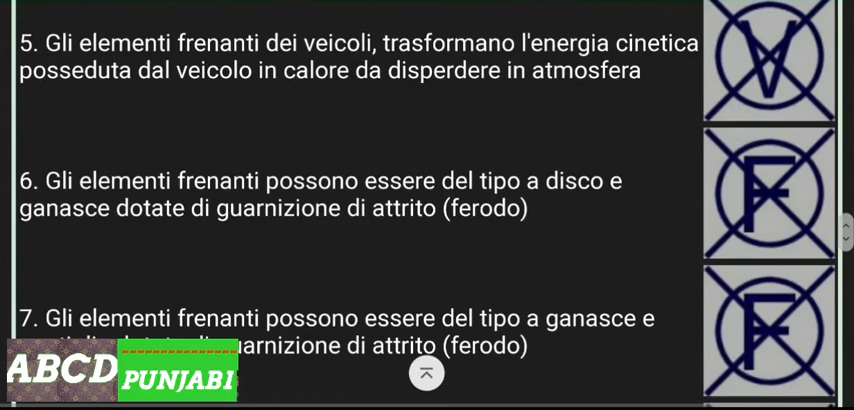 5. Gli elementi frenanti dei veicoli, trasformano l'energia cinetica
posseduta dal veicolo in calore da disperdere in atmosfera
V
6. Gli elementi frenanti possono essere del tipo a disco e
ganasce dotate di guarnizione di attrito (ferodo)
F
7. Gli elementi frenanti possono essere del tipo a ganasce e
guarnizione di attrito (ferodo)
F
ABCD PUNJABI